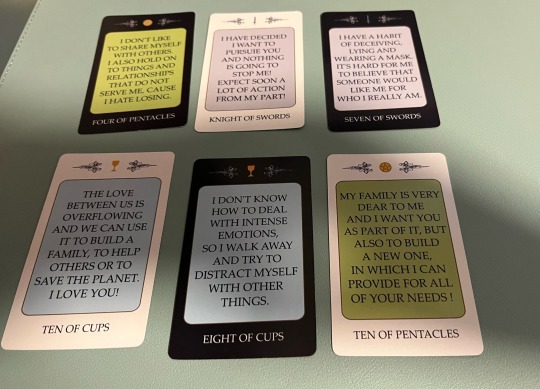 I DON'T LIKE
TO SHARE MYSELF
WITH OTHERS.
I ALSO HOLD ON
TO THINGS AND
RELATIONSHIPS
THAT DO NOT
SERVE ME, CAUSE
I HATE LOSING.
FOUR OF PENTACLES
I HAVE DECIDED
I WANT TO
PURSUIE YOU
AND NOTHING
IS GOING TO
STOP ME!
EXPECT SOON A
LOT OF ACTION
FROM MY PART!
KNIGHT OF SWORDS
I HAVE A HABIT
OF DECEIVING,
LYING AND
WEARING A MASK.
IT'S HARD FOR ME
TO BELIEVE THAT
SOMEONE WOULD
LIKE ME FOR
WHO I REALLY AM.
SEVEN OF SWORDS
THE LOVE
BETWEEN US IS
OVERFLOWING
AND WE CAN USE
IT TO BUILD A
FAMILY, TO HELP
OTHERS OR TO
SAVE THE PLANET.
I LOVE YOU!
TEN OF CUPS
I DON'T KNOW
HOW TO DEAL
WITH INTENSE
EMOTIONS,
SO I WALK AWAY
AND TRY TO
DISTRACT MYSELF
WITH OTHER
THINGS.
EIGHT OF CUPS
MY FAMILY IS VERY
DEAR TO ME
AND I WANT YOU
AS PART OF IT, BUT
ALSO TO BUILD
A NEW ONE,
IN WHICH I CAN
PROVIDE FOR ALL
OF YOUR NEEDS !
TEN OF PENTACLES